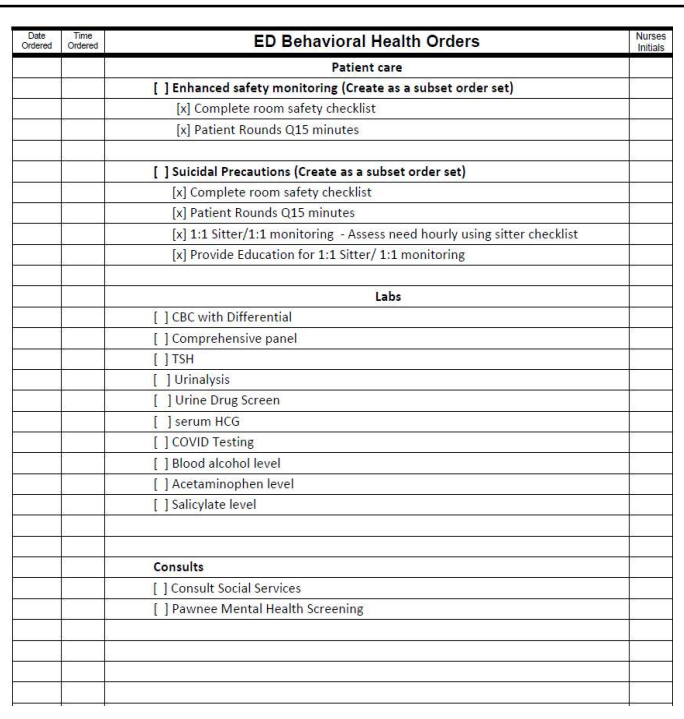 Date Ordered
Time Ordered
ED Behavioral Health Orders
Nurses Initials
Patient care
[ ] Enhanced safety monitoring (Create as a subset order set)
[x] Complete room safety checklist
[x] Patient Rounds Q15 minutes
[ ] Suicidal Precautions (Create as a subset order set)
[x] Complete room safety checklist
[x] Patient Rounds Q15 minutes
[x] 1:1 Sitter/1:1 monitoring - Assess need hourly using sitter checklist
[x] Provide Education for 1:1 Sitter/ 1:1 monitoring
Labs
[ ] CBC with Differential
[ ] Comprehensive panel
[ ] TSH
[ ] Urinalysis
[ ] Urine Drug Screen
[ ] serum HCG
[ ] COVID Testing
[ ] Blood alcohol level
[ ] Acetaminophen level
[ ] Salicylate level
Consults
[ ] Consult Social Services
[ ] Pawnee Mental Health Screening